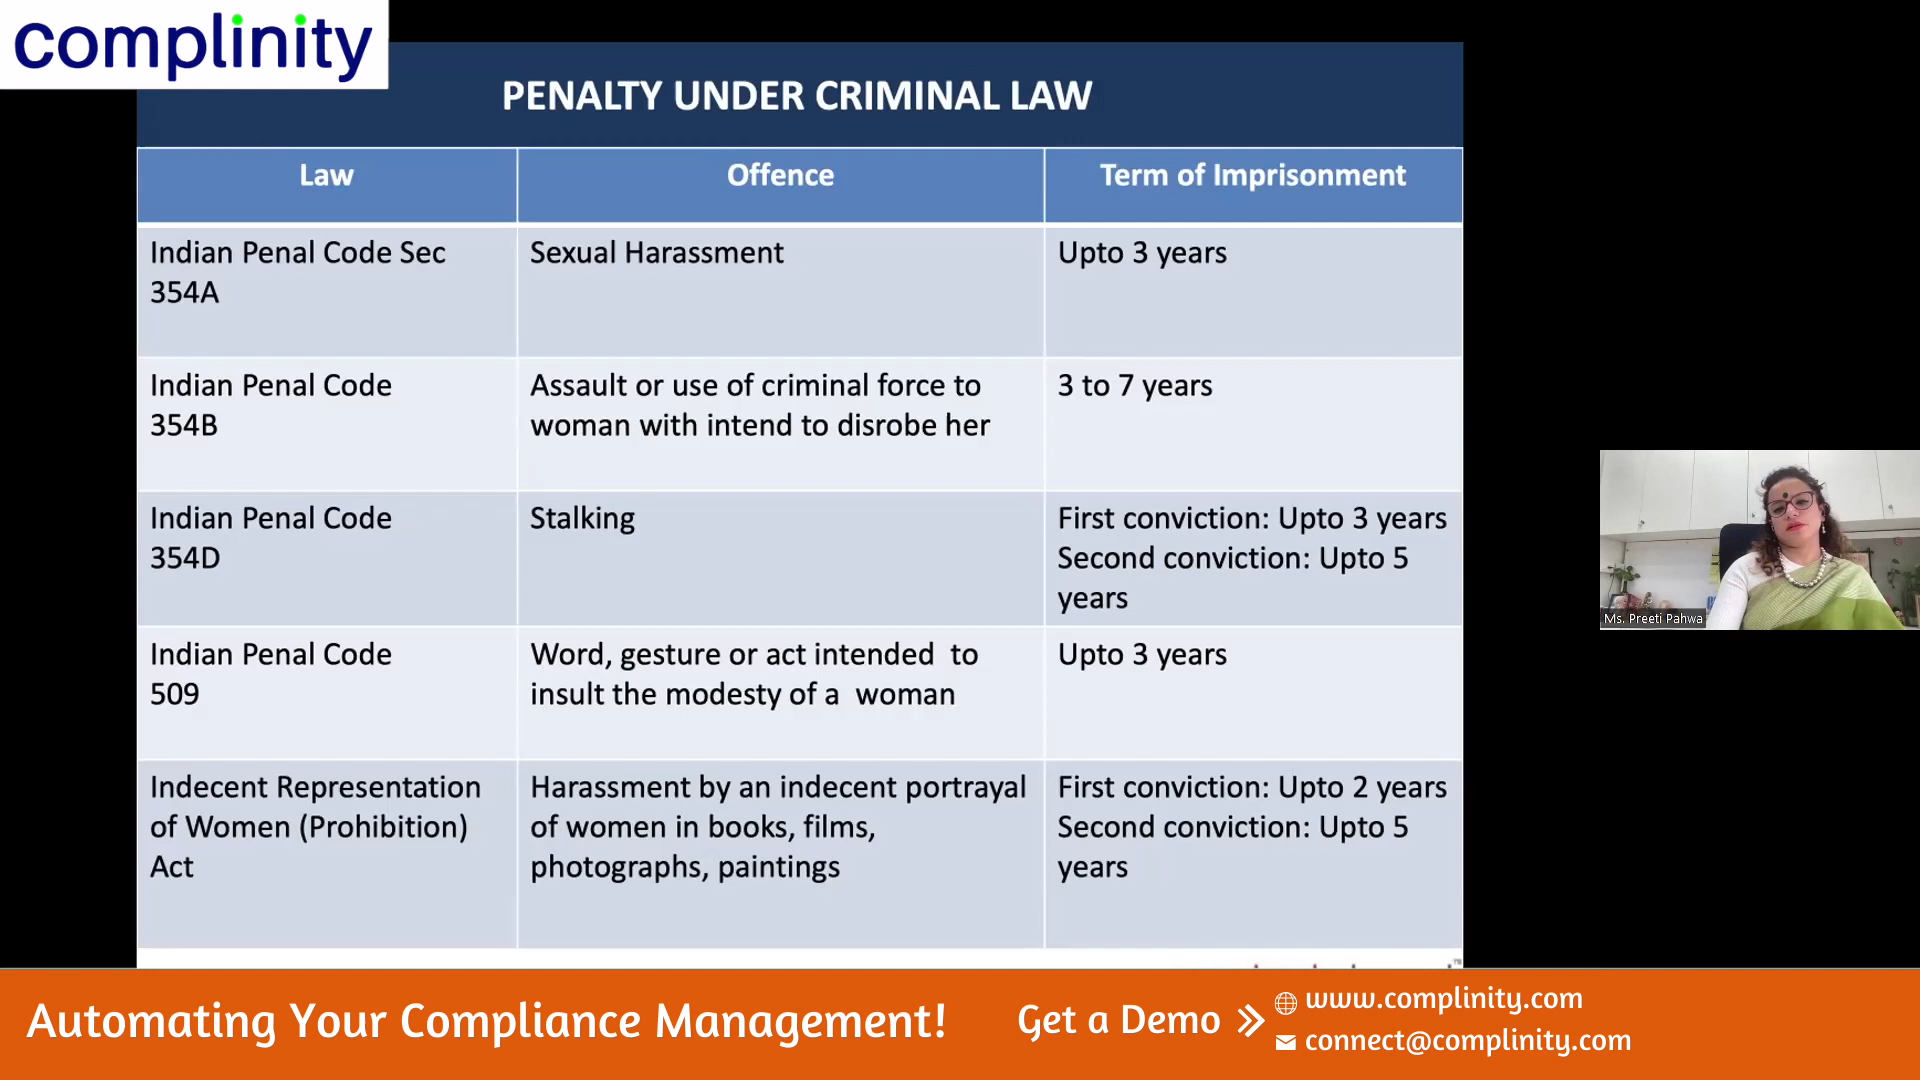 complinity
PENALTY UNDER CRIMINAL LAW
Law
Offence
Term of Imprisonment
Indian Penal Code Sec
354A
Sexual Harassment
Upto 3 years
Indian Penal Code
354B
Assault or use of criminal force to
woman with intend to disrobe her
3 to 7 years
Indian Penal Code
354D
Stalking
First conviction: Upto 3 years
Second conviction: Upto 5
years
Indian Penal Code
509
Word, gesture or act intended to
insult the modesty of a woman
Upto 3 years
Indecent Representation
of Women (Prohibition)
Act
Harassment by an indecent portrayal
of women in books, films,
photographs, paintings
First conviction: Upto 2 years
Second conviction: Upto 5
years
Ms. Preeti Pahwa
Automating Your Compliance Management!
Get a Demo
www.complinity.com
connect@complinity.com